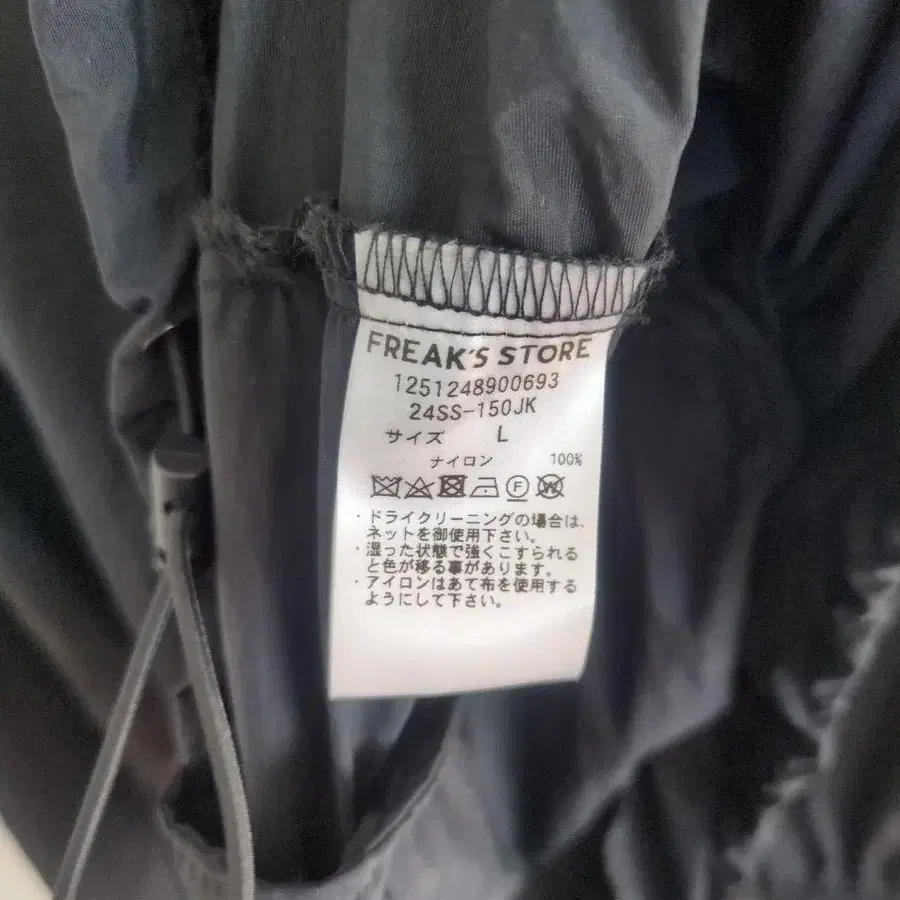 FREAK'S STORE
1251248900693
24SS-150JK
サイズ L
ナイロン 100%
・ドライクリーニングの場合は、
ネットを御使用下さい。
・湿った状態で強くこすられる
と色が移る事があります。
・アイロンはあて布を使用する
ようにして下さい。